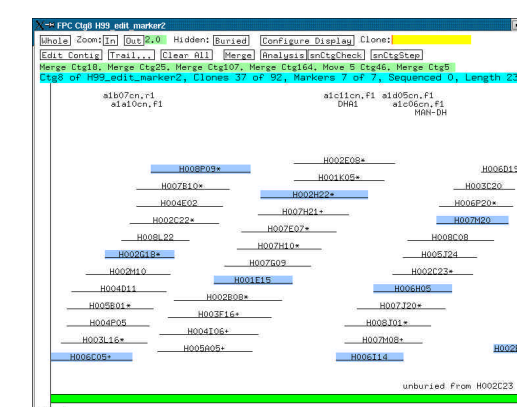 FPC Ctg8 H99_edit_marker2
Whole Zoom: In Out 2.0 Hidden: Buried Configure Display Clone:
Edit Contig Trail... Clear All Merge Analysis snCtgCheck snCtgStep
Merge Ctg18, Merge Ctg25, Merge Ctg107, Merge Ctg164, Move 5 Ctg46, Merge Ctg5
Ctg8 of H99_edit_marker2, Clones 37 of 92, Markers 7 of 7, Sequenced 0, Length 23
a1b07cn.r1 a1c11cn.f1 a1d05cn.f1
a1a10cn.f1 DHA1 a1c06cn.f1
MAN-DH
H002E08*
H008P09* H006D19
H001K05*
H007B10* H003C20
H002H22*
H004E02 H006P20*
H007H21+
H002C22* H007M20
H007E07*
H008L22 H008C08
H007H10*
H002G18* H005J24
H007G09
H002M10 H002C23*
H001E15
H004D11 H006H05
H002B08*
H005B01* H007J20*
H003F16+
H004P05 H008J01*
H004I06+
H003L16* H007M08+
H005A05+ H002
H006C05+ H006I14
unburied from H002C23